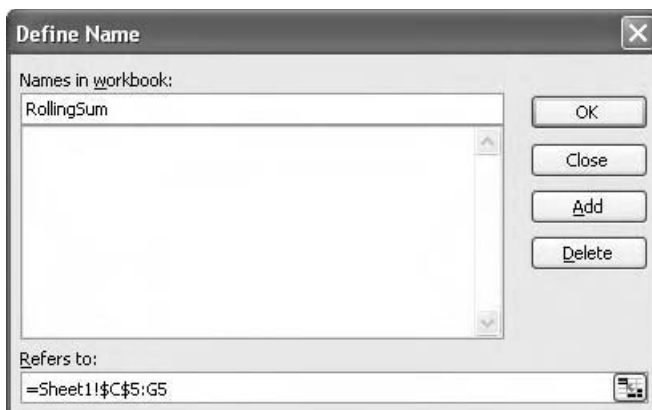 Define Name
Names in workbook:
RollingSum
OK
Close
Add
Delete
Refers to:
=Sheet1!$C$5:G5